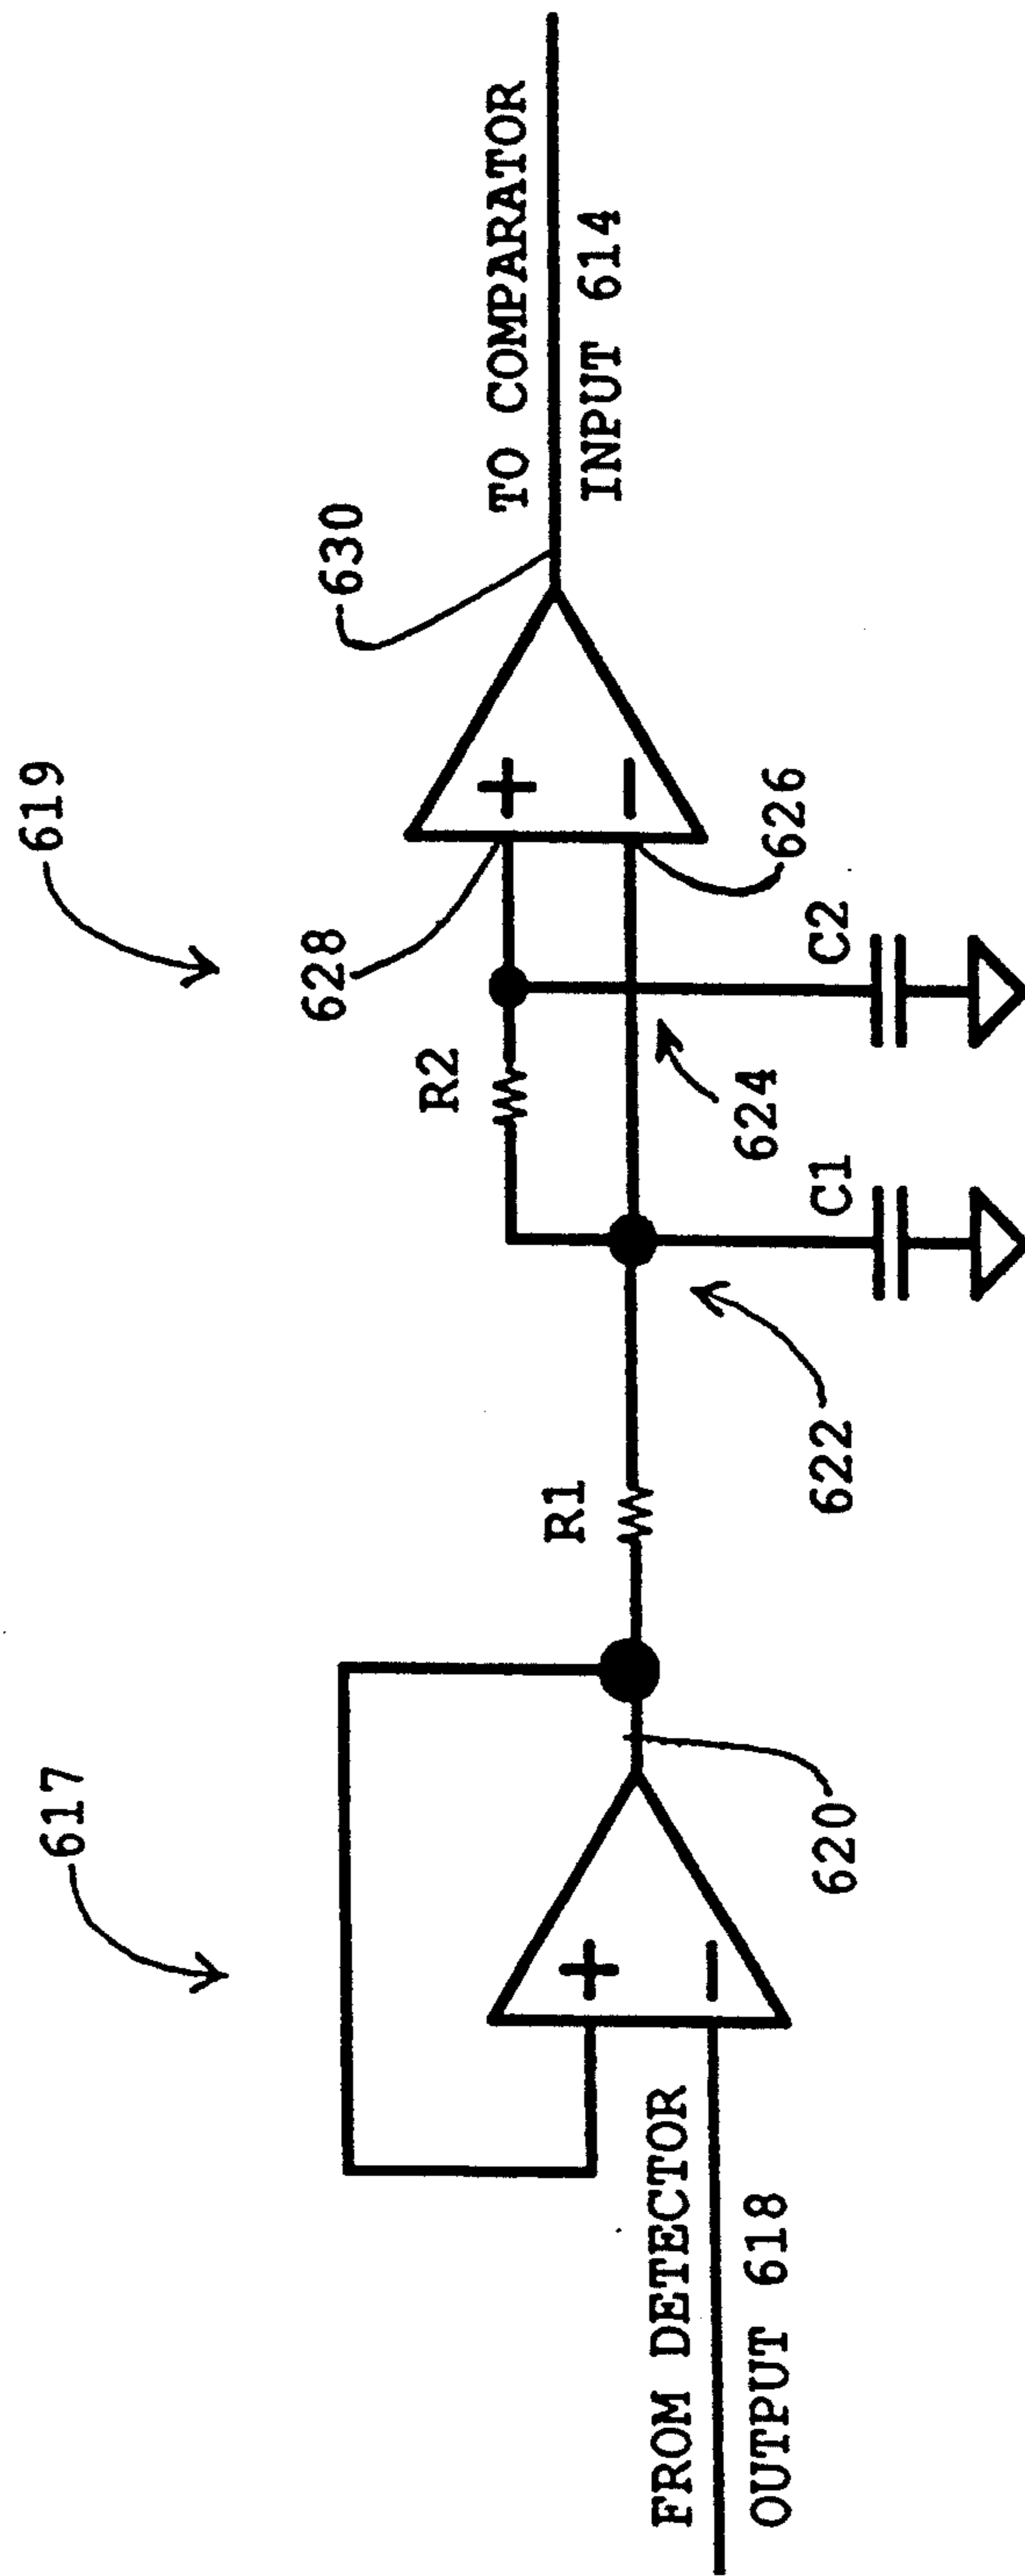 617
619
FROM DETECTOR
OUTPUT 618
+
−
620
R1
622
C1
R2
624
C2
628
626
+
−
630
TO COMPARATOR
INPUT 614